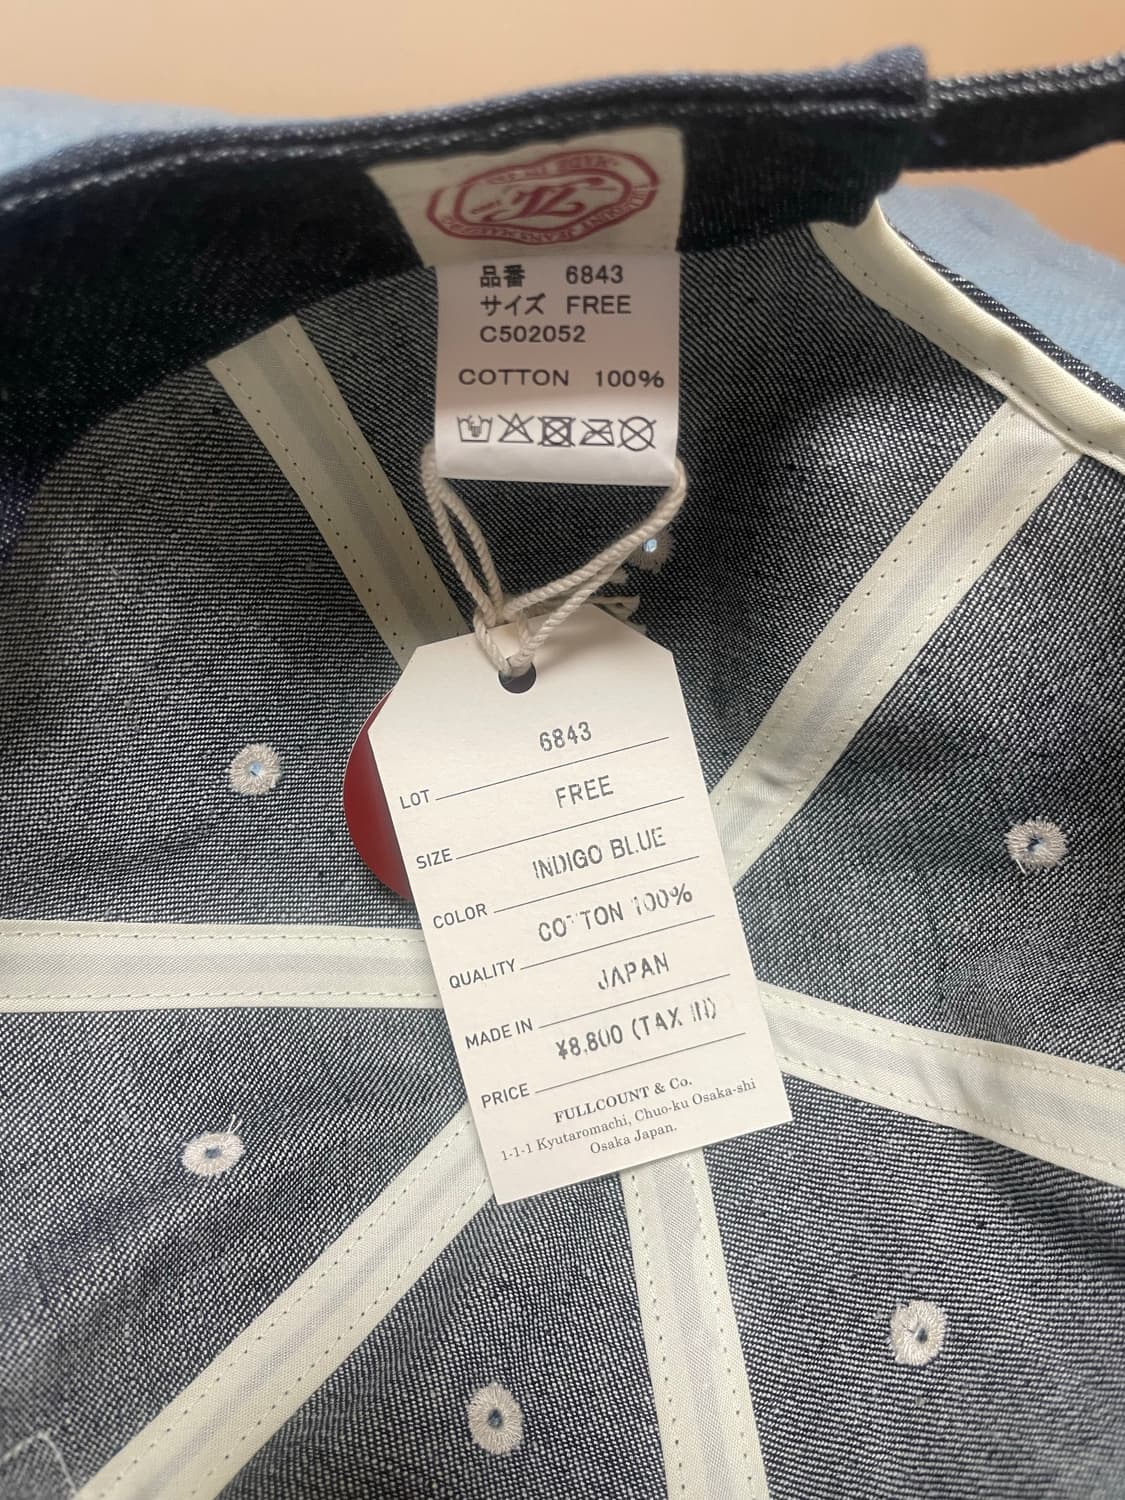 品番 6843
サイズ FREE
C502052
COTTON 100%
6843
LOT
FREE
SIZE
INDIGO BLUE
COLOR
COTTON 100%
QUALITY
JAPAN
MADE IN
¥8,800 (TAX IN)
PRICE
FULLCOUNT & Co.
1-1-1 Kyutaromachi, Chuo-ku Osaka-shi
Osaka Japan.